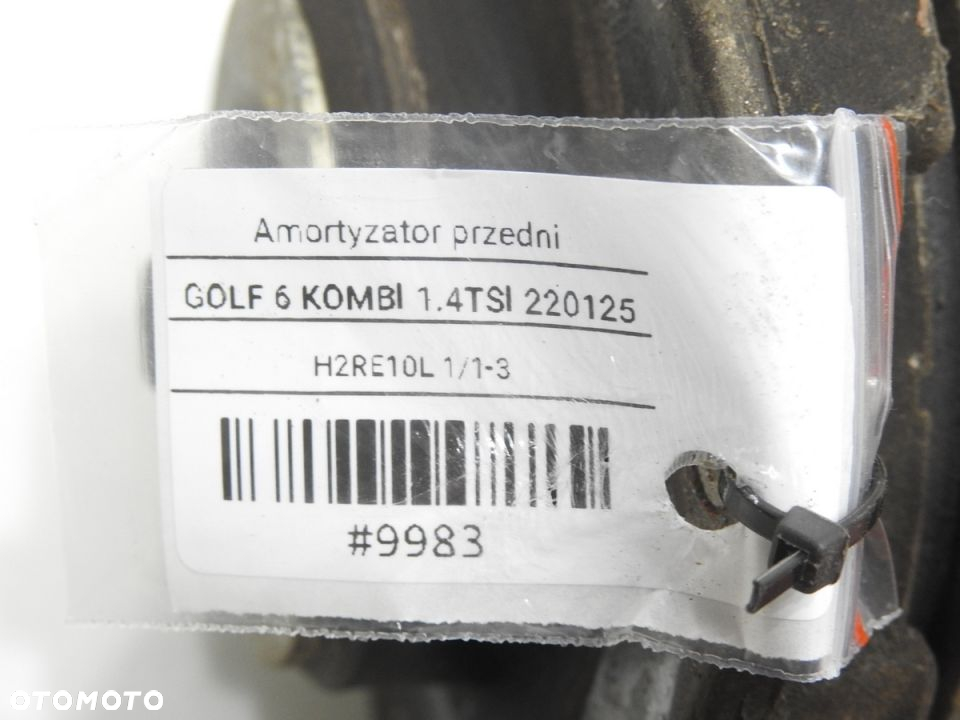 Amortyzator przedni
GOLF 6 KOMBI 1.4TSI 220125
H2RE10L 1/1-3
#9983
OTOMOTO